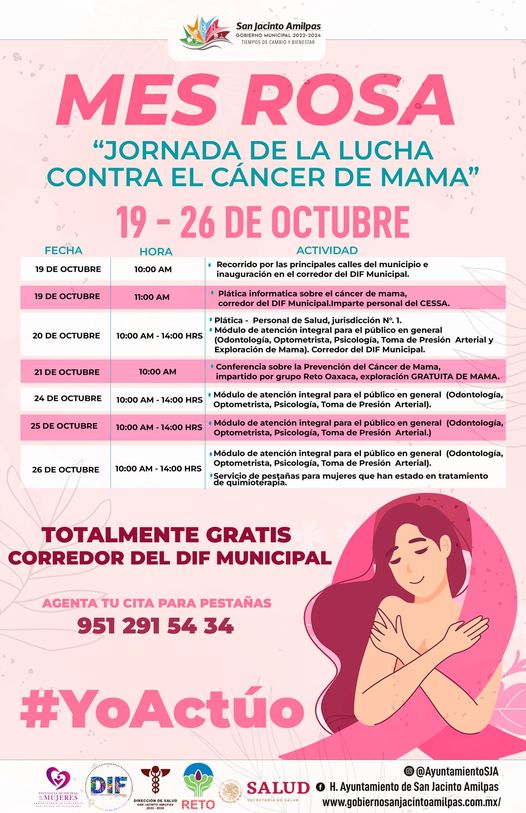 San Jacinto Amilpas
GOBIERNO MUNICIPAL 2022-2024
TIEMPOS DE CAMBIO Y BIENESTAR
MES ROSA
“JORNADA DE LA LUCHA
CONTRA EL CÁNCER DE MAMA”
19 - 26 DE OCTUBRE
FECHA HORA ACTIVIDAD
19 DE OCTUBRE 10:00 AM Recorrido por las principales calles del municipio e
inauguración en el corredor del DIF Municipal.
19 DE OCTUBRE 11:00 AM Plática informatica sobre el cáncer de mama,
corredor del DIF Municipal.Imparte personal del CESSA.
20 DE OCTUBRE 10:00 AM - 14:00 HRS Plática - Personal de Salud, jurisdicción Nº. 1.
Módulo de atención integral para el público en general
(Odontología, Optometrista, Psicología, Toma de Presión Arterial y
Exploración de Mama). Corredor del DIF Municipal.
21 DE OCTUBRE 10:00 AM Conferencia sobre la Prevención del Cáncer de Mama,
impartido por grupo Reto Oaxaca, exploración GRATUITA DE MAMA.
24 DE OCTUBRE 10:00 AM - 14:00 HRS Módulo de atención integral para el público en general (Odontología,
Optometrista, Psicología, Toma de Presión Arterial).
25 DE OCTUBRE 10:00 AM - 14:00 HRS Módulo de atención integral para el público en general (Odontología,
Optometrista, Psicología, Toma de Presión Arterial.)
26 DE OCTUBRE 10:00 AM - 14:00 HRS Módulo de atención integral para el público en general (Odontología,
Optometrista, Psicología, Toma de Presión Arterial).
Servicio de pestañas para mujeres que han estado en tratamiento
de quimioterapia.
TOTALMENTE GRATIS
CORREDOR DEL DIF MUNICIPAL
AGENTA TU CITA PARA PESTAÑAS
951 291 54 34
#YoActúo
INSTANCIA MUNICIPAL
DE LAS MUJERES
DIF
DIRECCIÓN DE SALUD
SAN JACINTO AMILPAS
2022 - 2024
RETO
SALUD
SECRETARÍA DE SALUD
@AyuntamientoSJA
H. Ayuntamiento de San Jacinto Amilpas
www.gobiernosanjacintoamilpas.com.mx/